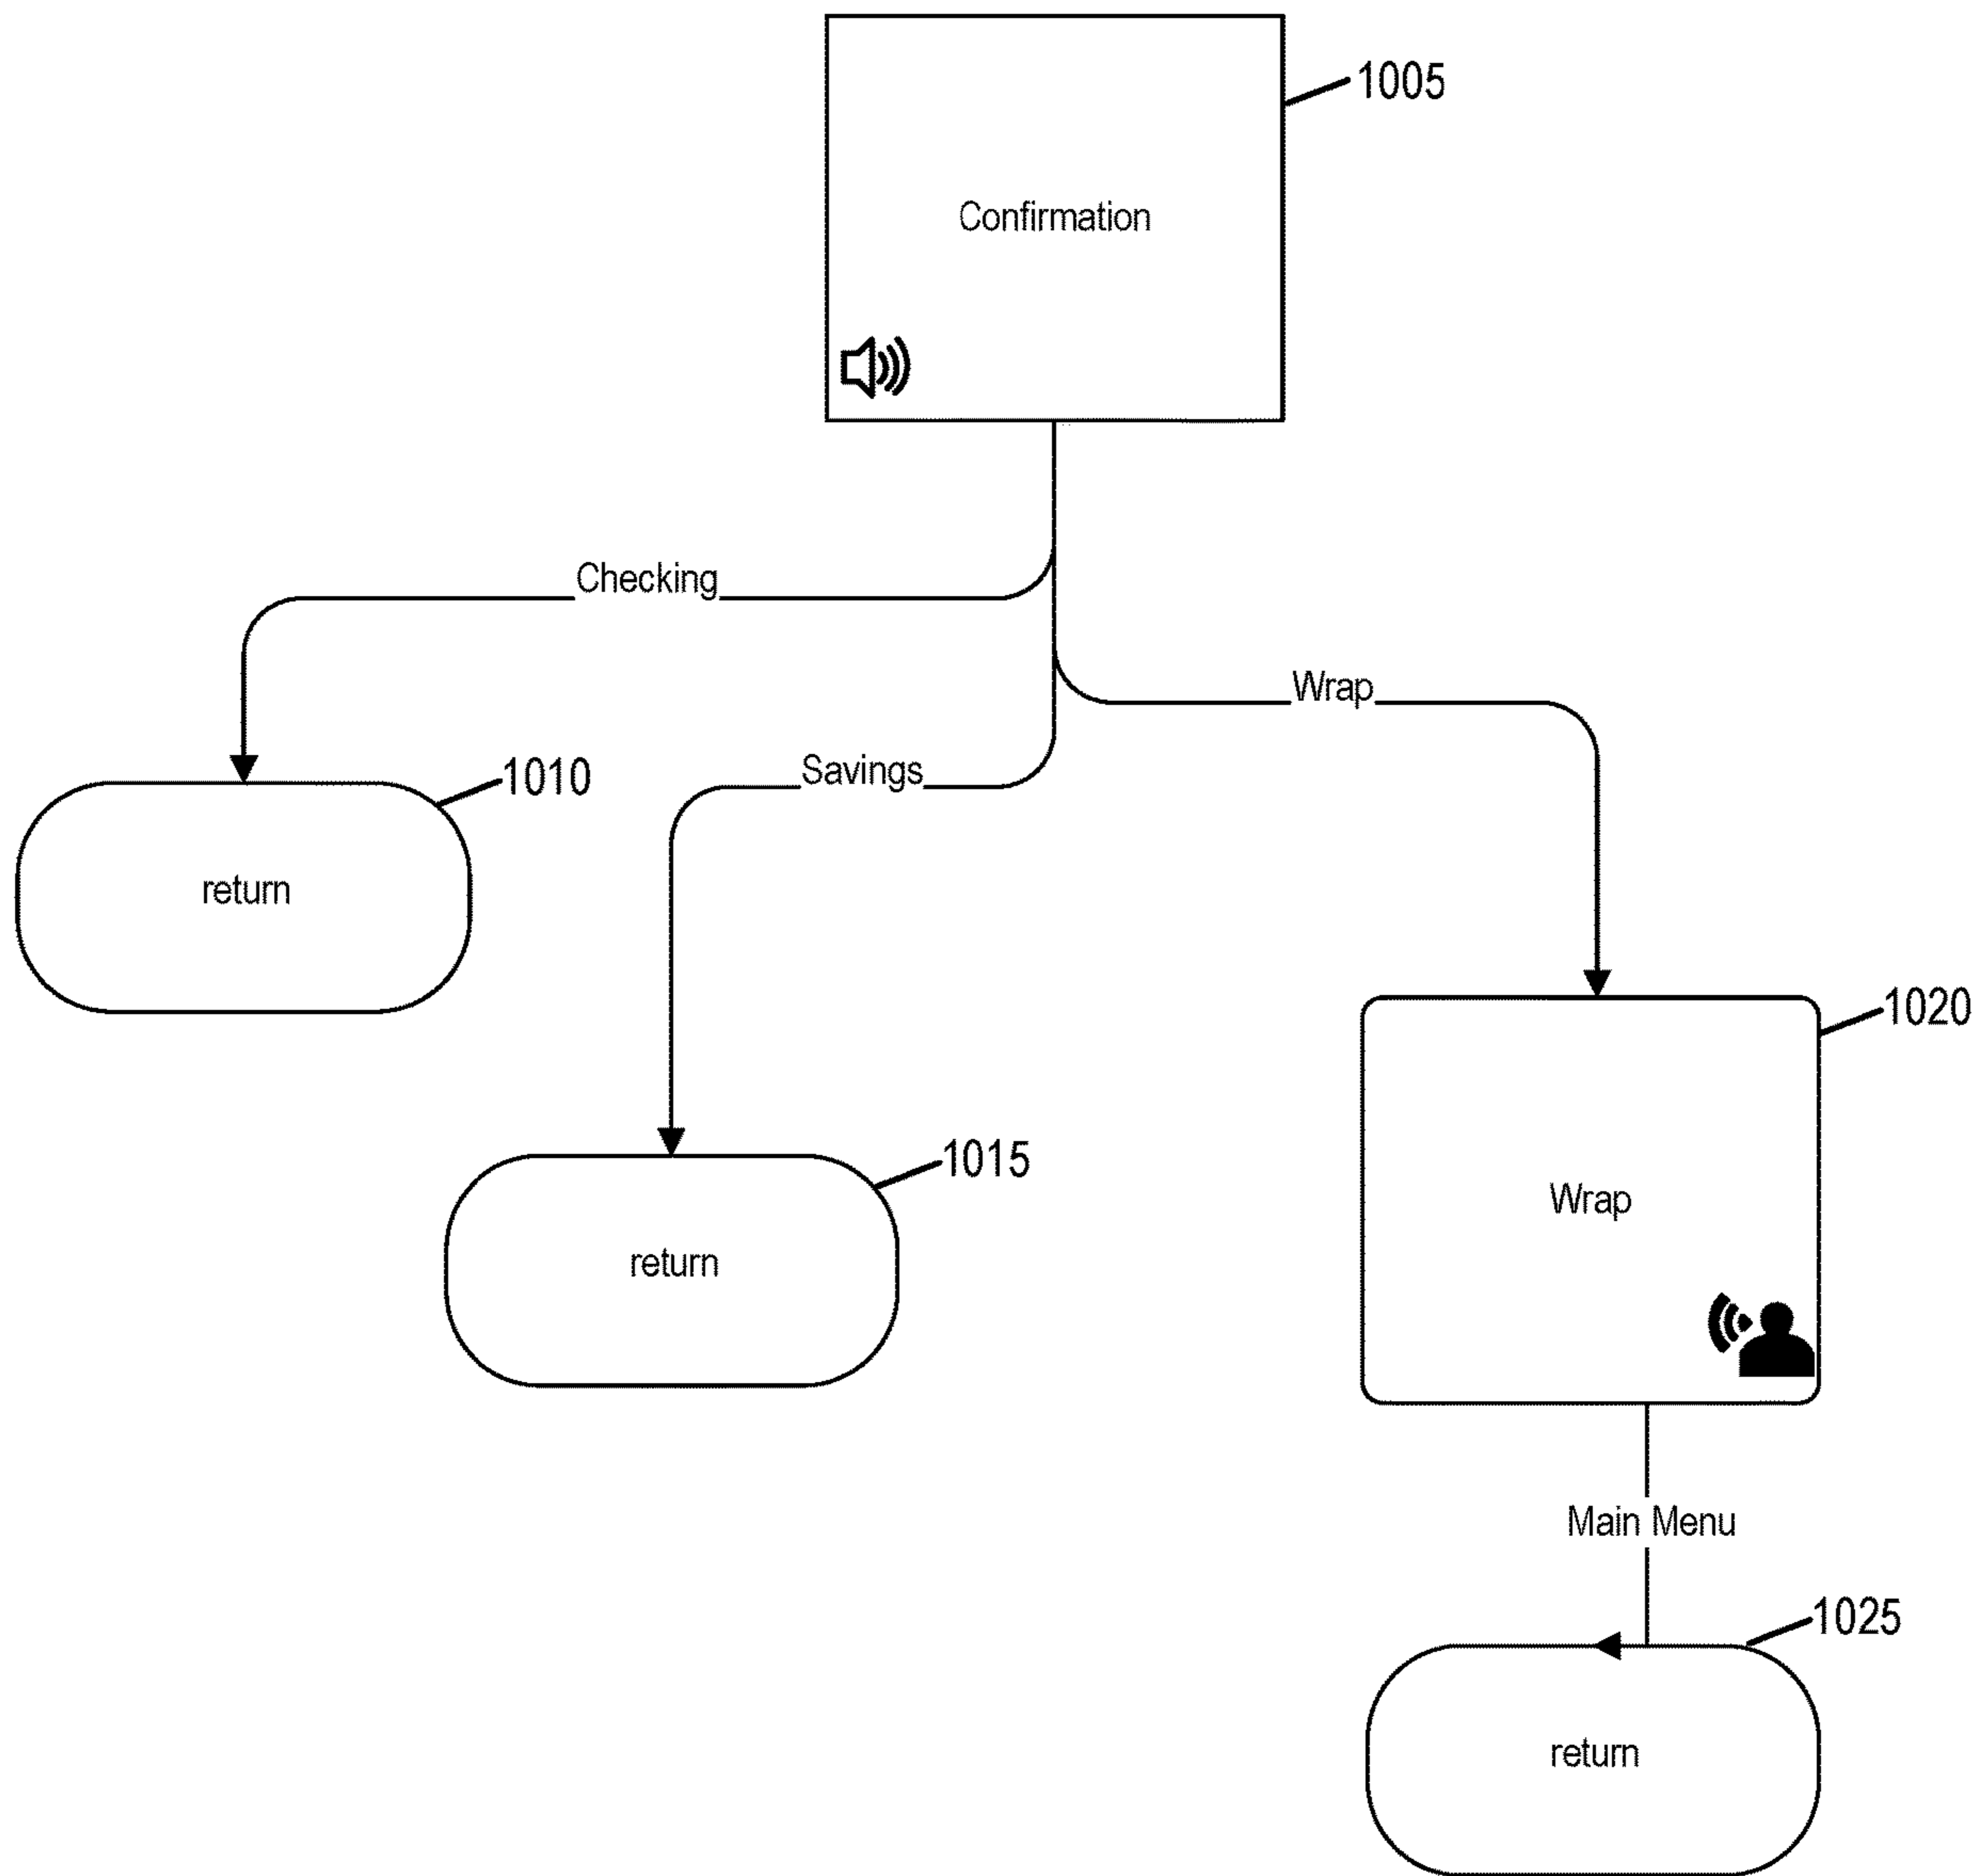 1005
Confirmation
Checking
Wrap
Savings
1010
return
1020
1015
Wrap
return
Main Menu
1025
return